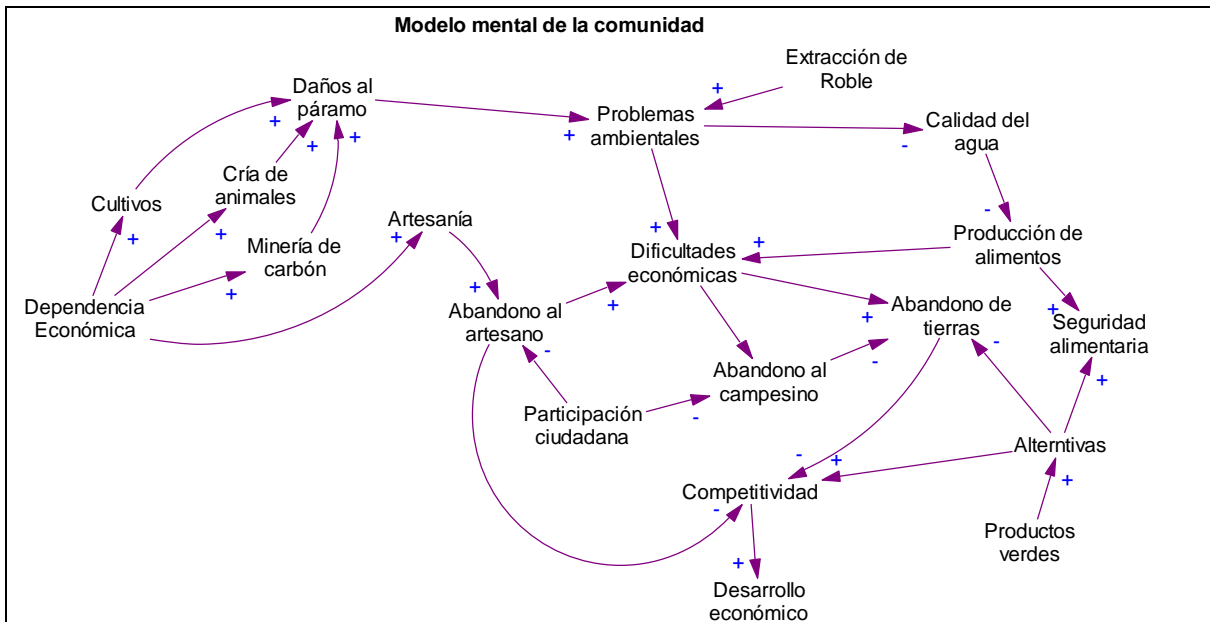 Modelo mental de la comunidad
Extracción de
Roble
Daños al
páramo
+
+
+
+
+
Problemas
ambientales
Calidad del
agua
-
Cría de
animales
Cultivos
+
+
Minería de
carbón
+
Artesanía
+
Dificultades
económicas
+
+
-
Producción de
alimentos
Dependencia
Económica
+
Abandono al
artesano
-
+
Abandono de
tierras
+
-
+
Seguridad
alimentaria
+
Abandono al
campesino
-
-
Participación
ciudadana
Alterntivas
+
Competitividad
-
+
-
Productos
verdes
+
Desarrollo
económico